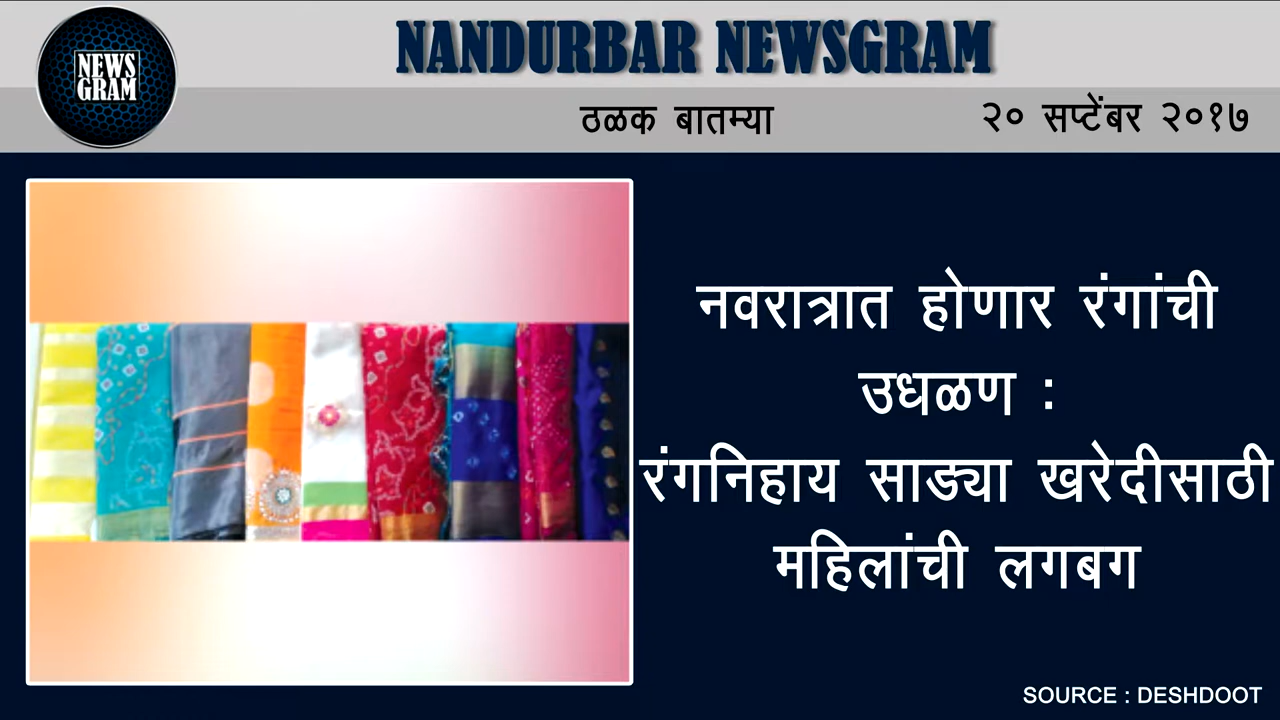 NEWS
GRAM
NANDURBAR NEWSGRAM
ठळक बातम्या
२० सप्टेंबर २०१७
नवरात्रात होणार रंगांची
उधळण :
रंगनिहाय साड्या खरेदीसाठी
महिलांची लगबग
SOURCE : DESHDOOT